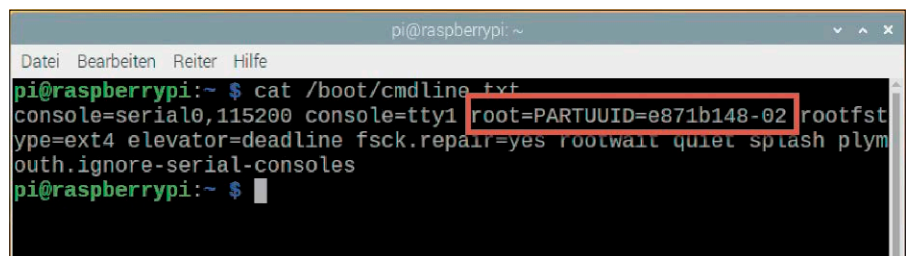 pi@raspberrypi: ~
Datei Bearbeiten Reiter Hilfe
pi@raspberrypi:~ $ cat /boot/cmdline.txt
console=serial0,115200 console=tty1 root=PARTUUID=e871b148-02 rootfst
ype=ext4 elevator=deadline fsck.repair=yes rootwait quiet splash plym
outh.ignore-serial-consoles
pi@raspberrypi:~ $